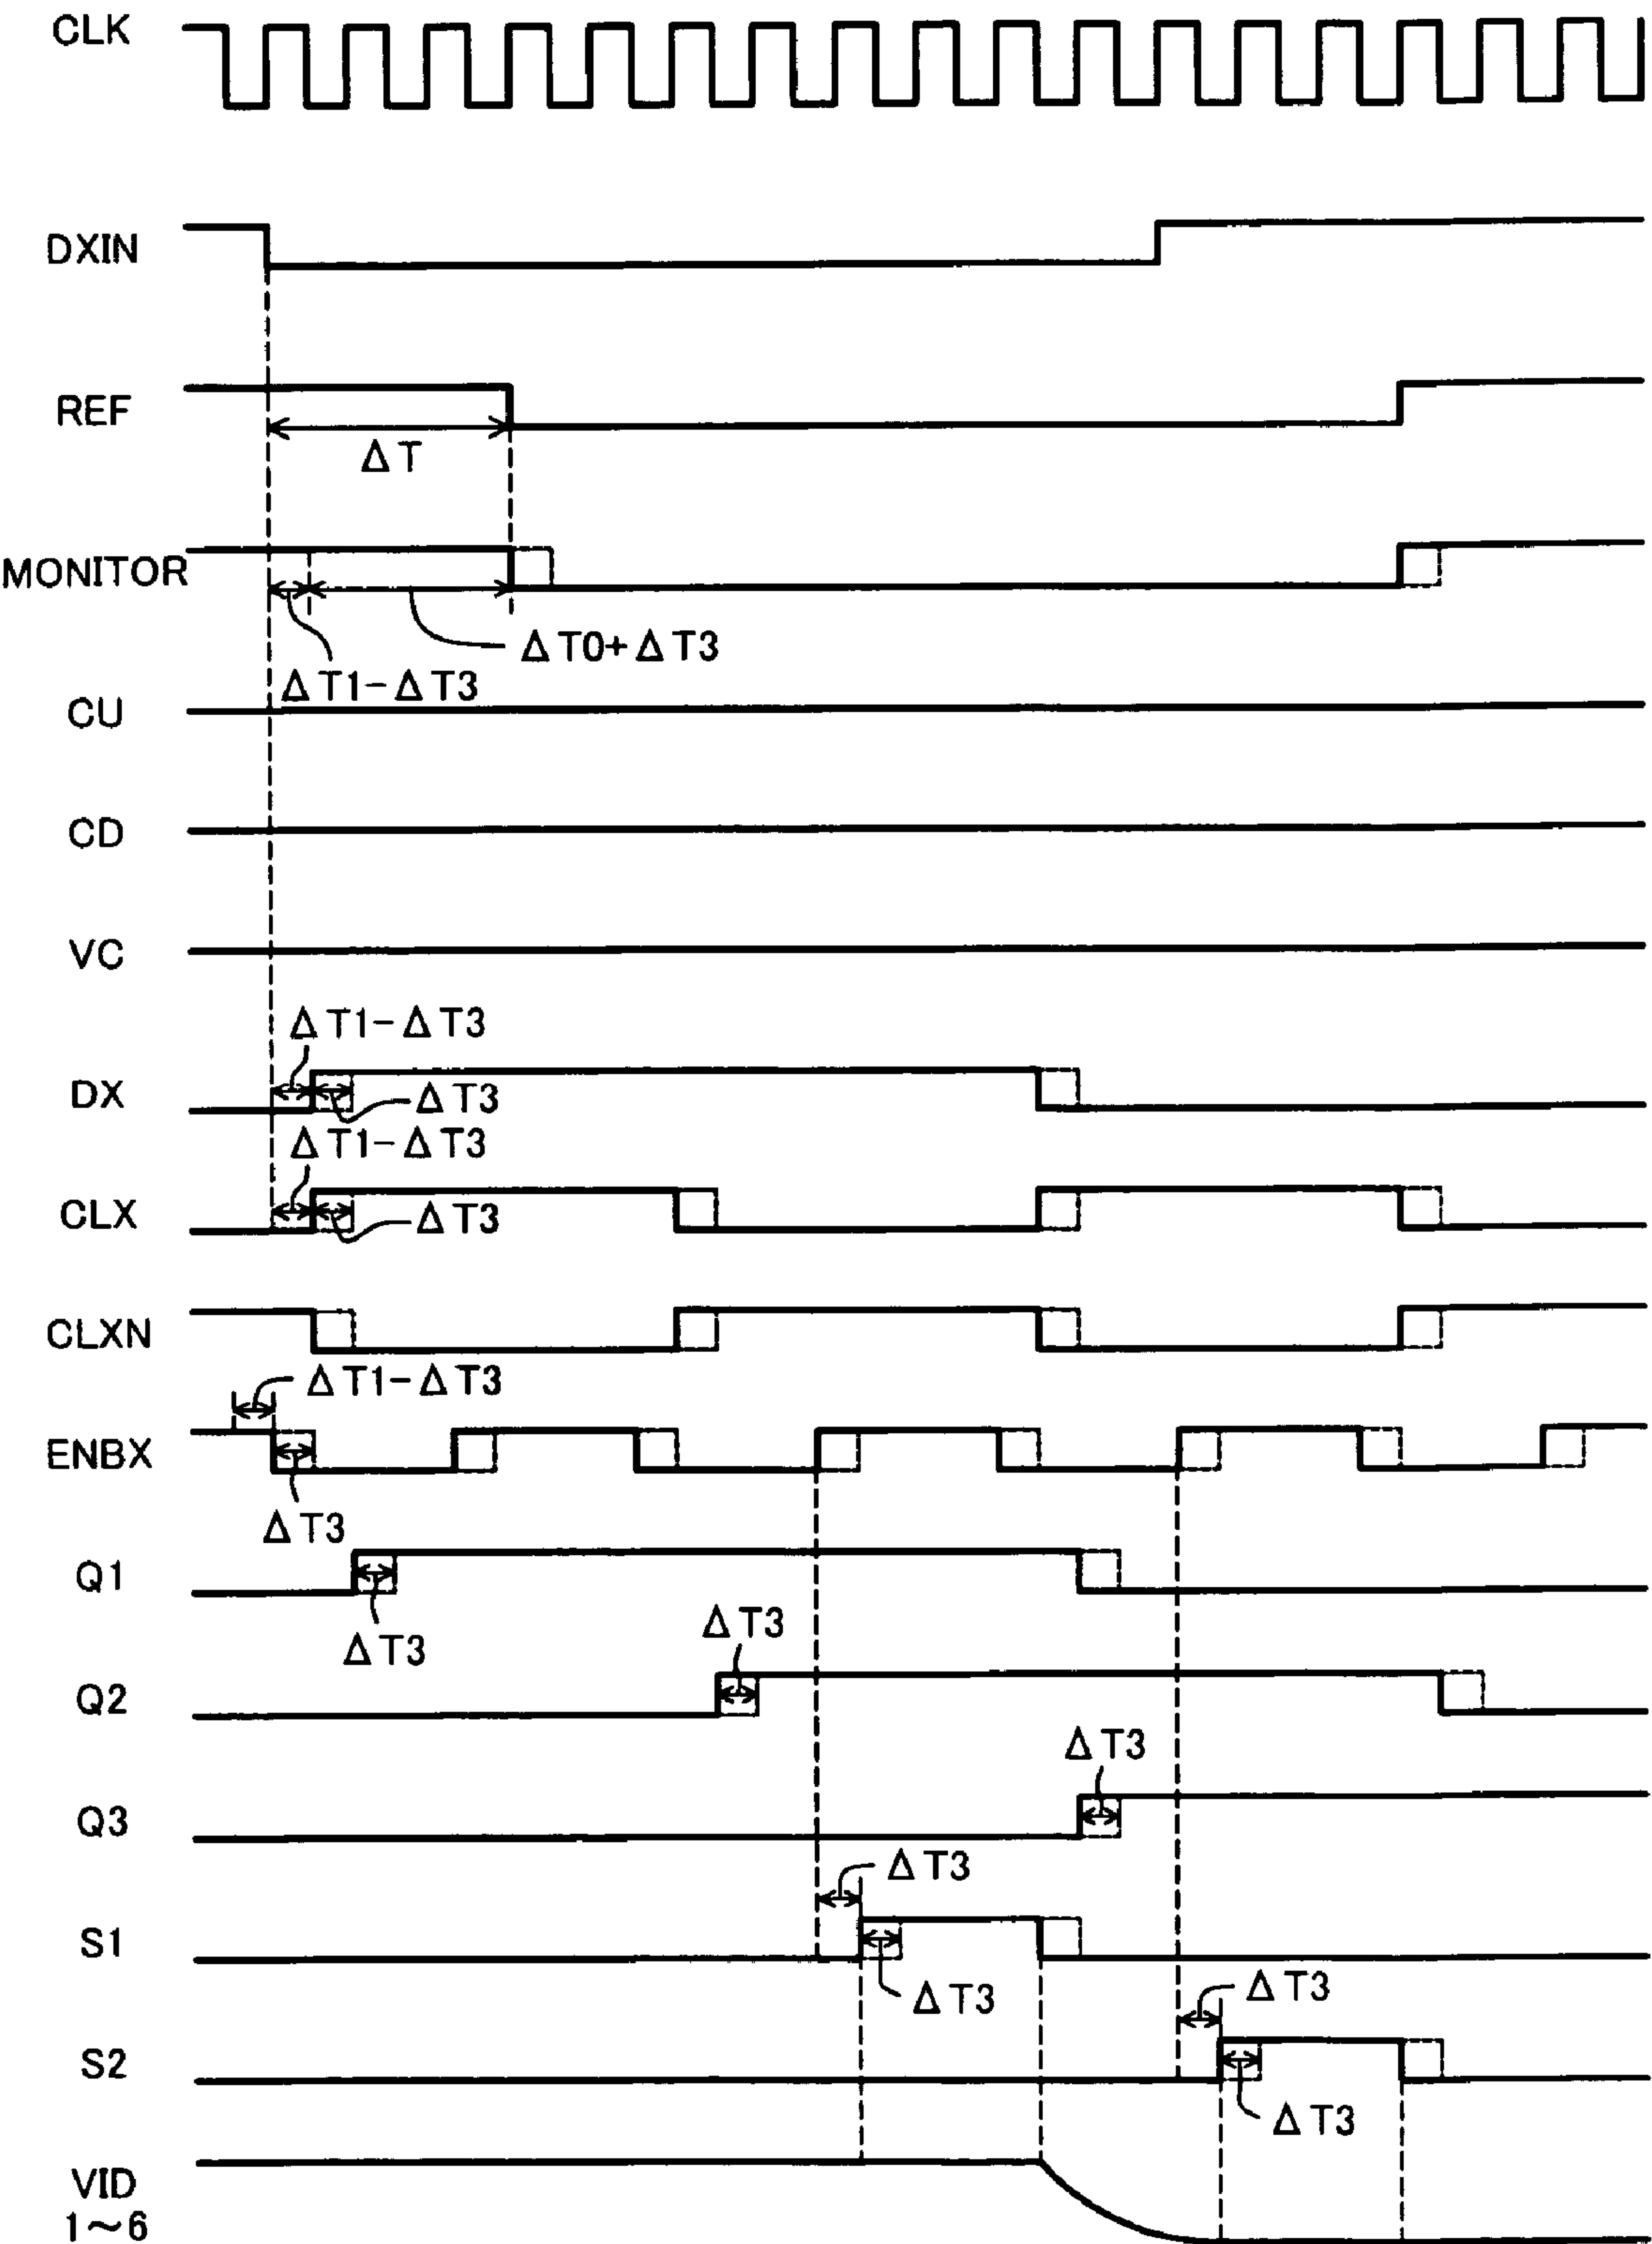 CLK
DXIN
REF
ΔT
MONITOR
ΔT0+ΔT3
ΔT1-ΔT3
CU
CD
VC
ΔT1-ΔT3
DX
ΔT3
ΔT1-ΔT3
CLX
ΔT3
CLXN
ΔT1-ΔT3
ENBX
ΔT3
Q1
ΔT3
ΔT3
Q2
ΔT3
Q3
ΔT3
S1
ΔT3
ΔT3
S2
ΔT3
VID
1~6